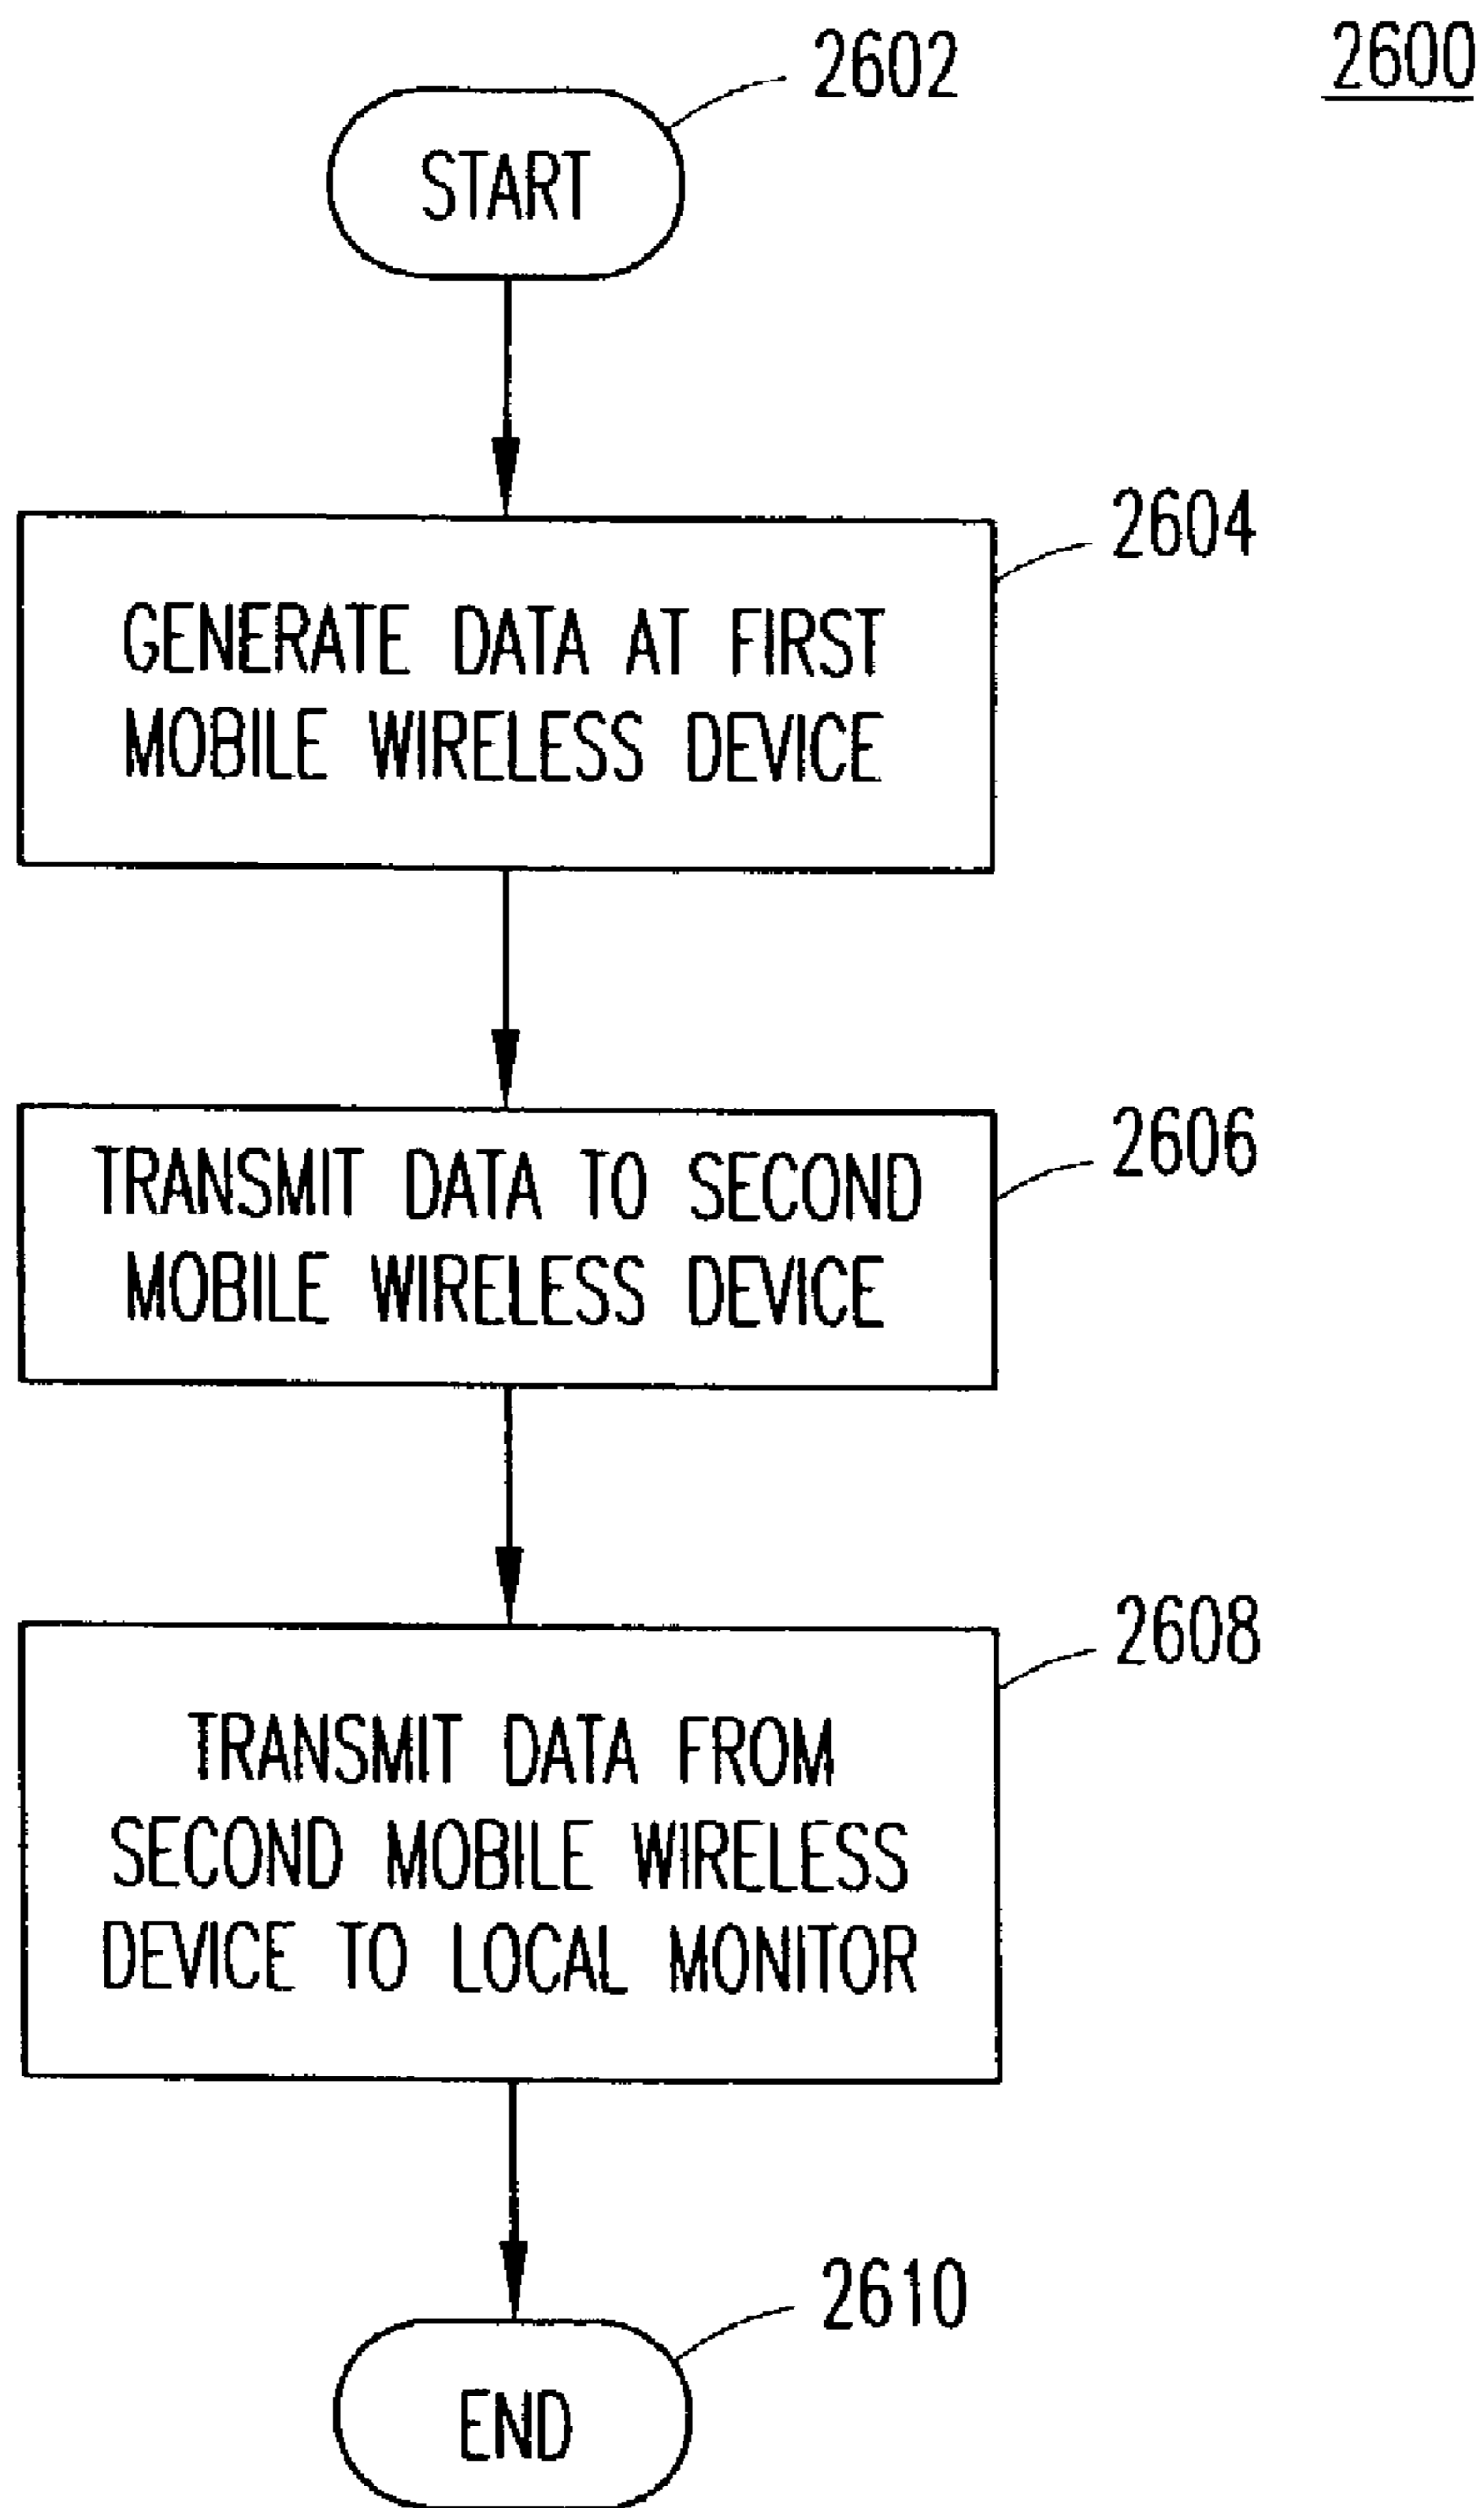 2602
2600
START
2604
GENERATE DATA AT FIRST
MOBILE WIRELESS DEVICE
2606
TRANSMIT DATA TO SECOND
MOBILE WIRELESS DEVICE
2608
TRANSMIT DATA FROM
SECOND MOBILE WIRELESS
DEVICE TO LOCAL MONITOR
2610
END